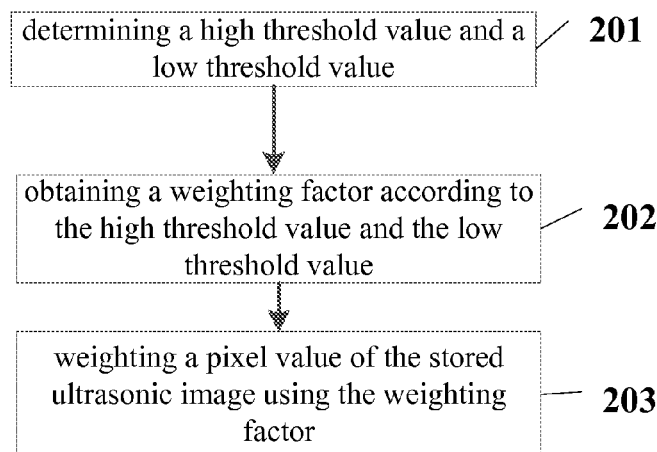 determining a high threshold value and a
low threshold value
201
obtaining a weighting factor according to
the high threshold value and the low
threshold value
202
weighting a pixel value of the stored
ultrasonic image using the weighting
factor
203